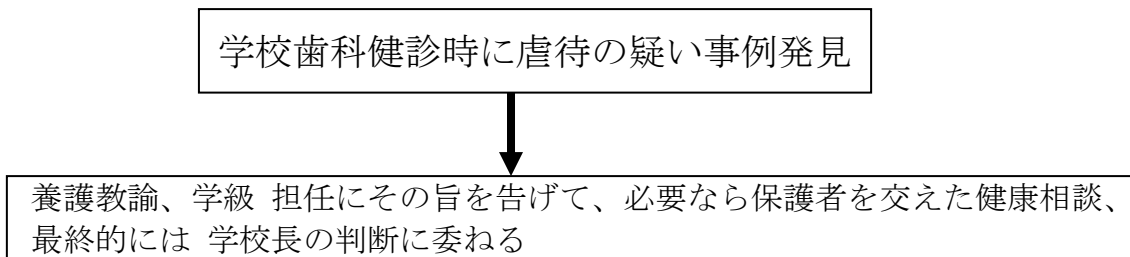 学校歯科健診時に虐待の疑い事例発見
養護教諭、学級 担任にその旨を告げて、必要なら保護者を交えた健康相談、
最終的には 学校長の判断に委ねる